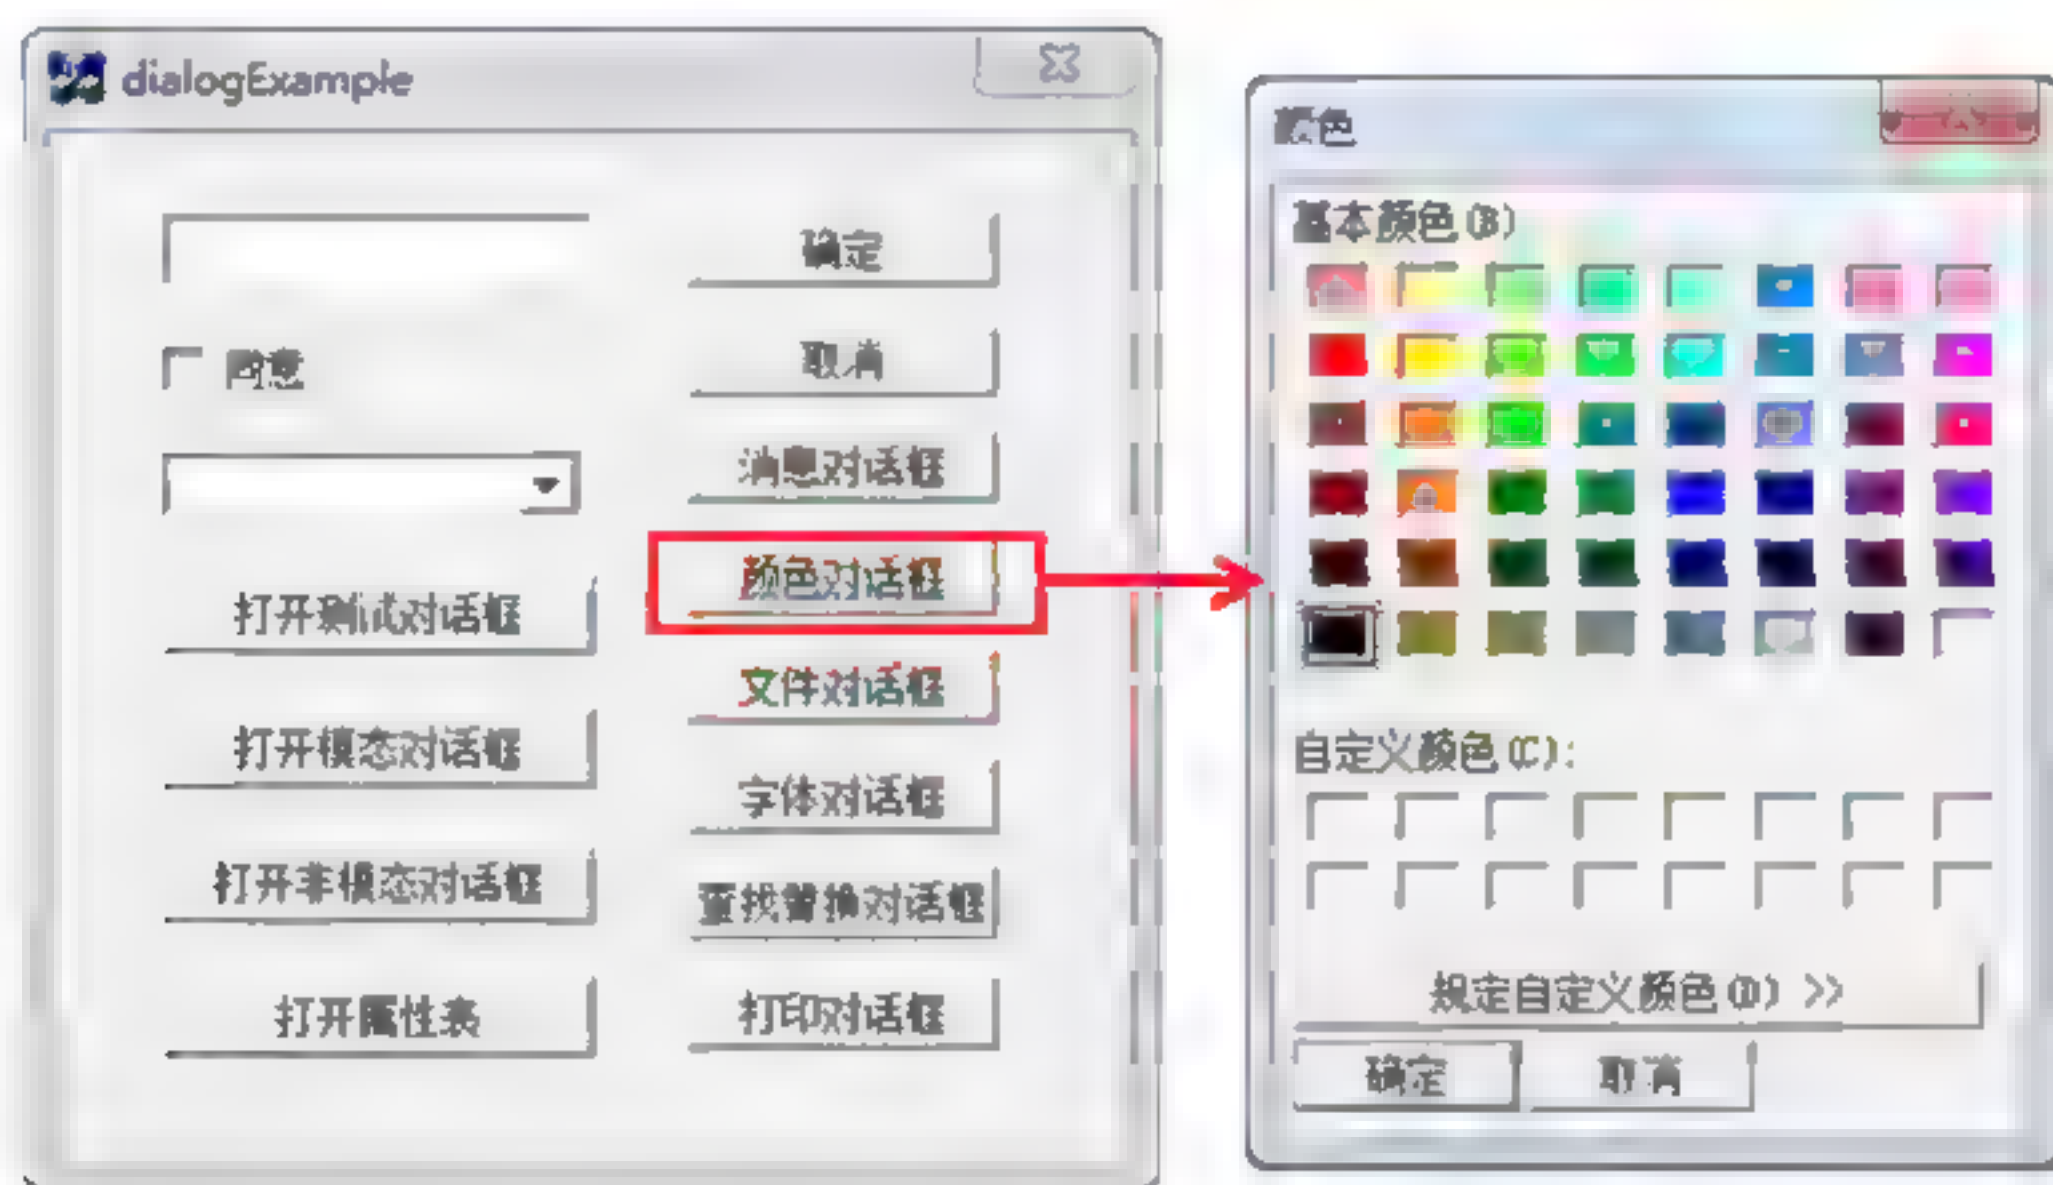 dialogExample
同意
打开测试对话框
打开模态对话框
打开非模态对话框
打开属性表
确定
取消
消息对话框
颜色对话框
文件对话框
字体对话框
查找替换对话框
打印对话框
颜色
基本颜色(B)
自定义颜色(C):
规定自定义颜色(D) >>
确定
取消